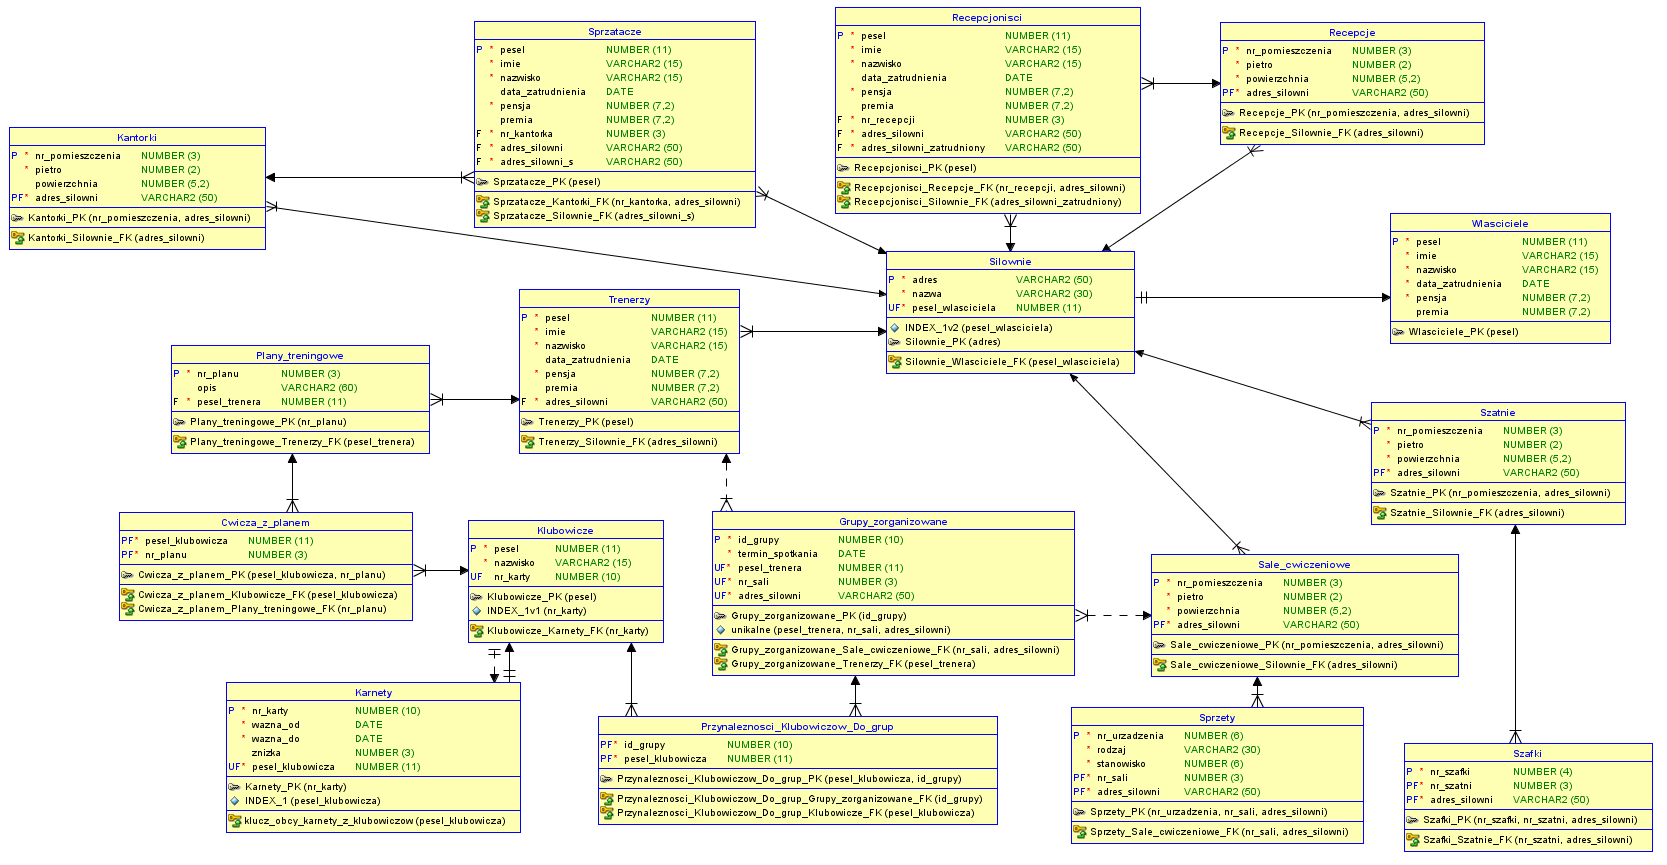 Kantorki
P * nr_pomieszczenia NUMBER (3)
* pietro NUMBER (2)
powierzchnia NUMBER (5,2)
PF* adres_silowni VARCHAR2 (50)
Kantorki_PK (nr_pomieszczenia, adres_silowni)
Kantorki_Silownie_FK (adres_silowni)
Sprzatacze
P * pesel NUMBER (11)
* imie VARCHAR2 (15)
* nazwisko VARCHAR2 (15)
data_zatrudnienia DATE
* pensja NUMBER (7,2)
premia NUMBER (7,2)
F * nr_kantorka NUMBER (3)
F * adres_silowni VARCHAR2 (50)
F * adres_silowni_s VARCHAR2 (50)
Sprzatacze_PK (pesel)
Sprzatacze_Kantorki_FK (nr_kantorka, adres_silowni)
Sprzatacze_Silownie_FK (adres_silowni_s)
Recepcjonisci
P * pesel NUMBER (11)
* imie VARCHAR2 (15)
* nazwisko VARCHAR2 (15)
data_zatrudnienia DATE
* pensja NUMBER (7,2)
premia NUMBER (7,2)
F * nr_recepcji NUMBER (3)
F * adres_silowni VARCHAR2 (50)
F * adres_silowni_zatrudniony VARCHAR2 (50)
Recepcjonisci_PK (pesel)
Recepcjonisci_Recepcje_FK (nr_recepcji, adres_silowni)
Recepcjonisci_Silownie_FK (adres_silowni_zatrudniony)
Recepcje
P * nr_pomieszczenia NUMBER (3)
* pietro NUMBER (2)
* powierzchnia NUMBER (5,2)
PF* adres_silowni VARCHAR2 (50)
Recepcje_PK (nr_pomieszczenia, adres_silowni)
Recepcje_Silownie_FK (adres_silowni)
Silownie
P * adres VARCHAR2 (50)
* nazwa VARCHAR2 (30)
UF* pesel_wlasciciela NUMBER (11)
INDEX_1v2 (pesel_wlasciciela)
Silownie_PK (adres)
Silownie_Wlasciciele_FK (pesel_wlasciciela)
Wlasciciele
P * pesel NUMBER (11)
* imie VARCHAR2 (15)
* nazwisko VARCHAR2 (15)
* data_zatrudnienia DATE
* pensja NUMBER (7,2)
premia NUMBER (7,2)
Wlasciciele_PK (pesel)
Trenerzy
P * pesel NUMBER (11)
* imie VARCHAR2 (15)
* nazwisko VARCHAR2 (15)
data_zatrudnienia DATE
* pensja NUMBER (7,2)
premia NUMBER (7,2)
F * adres_silowni VARCHAR2 (50)
Trenerzy_PK (pesel)
Trenerzy_Silownie_FK (adres_silowni)
Plany_treningowe
P * nr_planu NUMBER (3)
opis VARCHAR2 (60)
F * pesel_trenera NUMBER (11)
Plany_treningowe_PK (nr_planu)
Plany_treningowe_Trenerzy_FK (pesel_trenera)
Szatnie
P * nr_pomieszczenia NUMBER (3)
* pietro NUMBER (2)
* powierzchnia NUMBER (5,2)
PF* adres_silowni VARCHAR2 (50)
Szatnie_PK (nr_pomieszczenia, adres_silowni)
Szatnie_Silownie_FK (adres_silowni)
Cwicza_z_planem
PF* pesel_klubowicza NUMBER (11)
PF* nr_planu NUMBER (3)
Cwicza_z_planem_PK (pesel_klubowicza, nr_planu)
Cwicza_z_planem_Klubowicze_FK (pesel_klubowicza)
Cwicza_z_planem_Plany_treningowe_FK (nr_planu)
Klubowicze
P * pesel NUMBER (11)
* nazwisko VARCHAR2 (15)
UF nr_karty NUMBER (10)
Klubowicze_PK (pesel)
INDEX_1v1 (nr_karty)
Klubowicze_Karnety_FK (nr_karty)
Grupy_zorganizowane
P * id_grupy NUMBER (10)
* termin_spotkania DATE
UF* pesel_trenera NUMBER (11)
UF* nr_sali NUMBER (3)
UF* adres_silowni VARCHAR2 (50)
Grupy_zorganizowane_PK (id_grupy)
unikalne (pesel_trenera, nr_sali, adres_silowni)
Grupy_zorganizowane_Sale_cwiczeniowe_FK (nr_sali, adres_silowni)
Grupy_zorganizowane_Trenerzy_FK (pesel_trenera)
Sale_cwiczeniowe
P * nr_pomieszczenia NUMBER (3)
* pietro NUMBER (2)
* powierzchnia NUMBER (5,2)
PF* adres_silowni VARCHAR2 (50)
Sale_cwiczeniowe_PK (nr_pomieszczenia, adres_silowni)
Sale_cwiczeniowe_Silownie_FK (adres_silowni)
Karnety
P * nr_karty NUMBER (10)
* wazna_od DATE
* wazna_do DATE
znizka NUMBER (3)
UF* pesel_klubowicza NUMBER (11)
Karnety_PK (nr_karty)
INDEX_1 (pesel_klubowicza)
klucz_obcy_karnety_z_klubowiczow (pesel_klubowicza)
Przynaleznosci_Klubowiczow_Do_grup
PF* id_grupy NUMBER (10)
PF* pesel_klubowicza NUMBER (11)
Przynaleznosci_Klubowiczow_Do_grup_PK (pesel_klubowicza, id_grupy)
Przynaleznosci_Klubowiczow_Do_grup_Grupy_zorganizowane_FK (id_grupy)
Przynaleznosci_Klubowiczow_Do_grup_Klubowicze_FK (pesel_klubowicza)
Sprzety
P * nr_urzadzenia NUMBER (6)
* rodzaj VARCHAR2 (30)
* stanowisko NUMBER (6)
PF* nr_sali NUMBER (3)
PF* adres_silowni VARCHAR2 (50)
Sprzety_PK (nr_urzadzenia, nr_sali, adres_silowni)
Sprzety_Sale_cwiczeniowe_FK (nr_sali, adres_silowni)
Szafki
P * nr_szafki NUMBER (4)
PF* nr_szatni NUMBER (3)
PF* adres_silowni VARCHAR2 (50)
Szafki_PK (nr_szafki, nr_szatni, adres_silowni)
Szafki_Szatnie_FK (nr_szatni, adres_silowni)